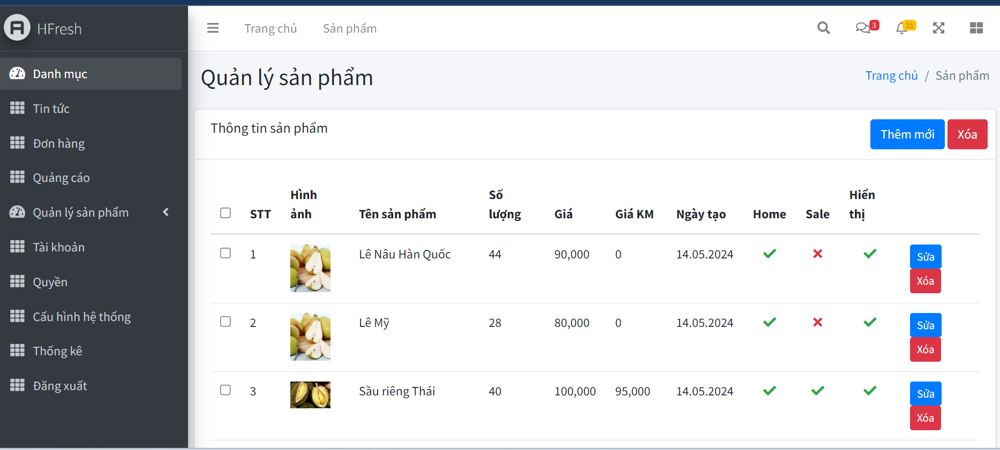 HFresh
Trang chủ
Sản phẩm
3
15
Danh mục
Tin tức
Đơn hàng
Quảng cáo
Quản lý sản phẩm
Tài khoản
Quyền
Cấu hình hệ thống
Thống kê
Đăng xuất
Quản lý sản phẩm
Trang chủ / Sản phẩm
Thông tin sản phẩm
Thêm mới
Xóa
STT
Hình
ảnh
Tên sản phẩm
Số
lượng
Giá
Giá KM
Ngày tạo
Home
Sale
Hiển
thị
1 Lê Nâu Hàn Quốc 44 90,000 0 14.05.2024
Sửa
Xóa
2 Lê Mỹ 28 80,000 0 14.05.2024
Sửa
Xóa
3 Sầu riêng Thái 40 100,000 95,000 14.05.2024
Sửa
Xóa